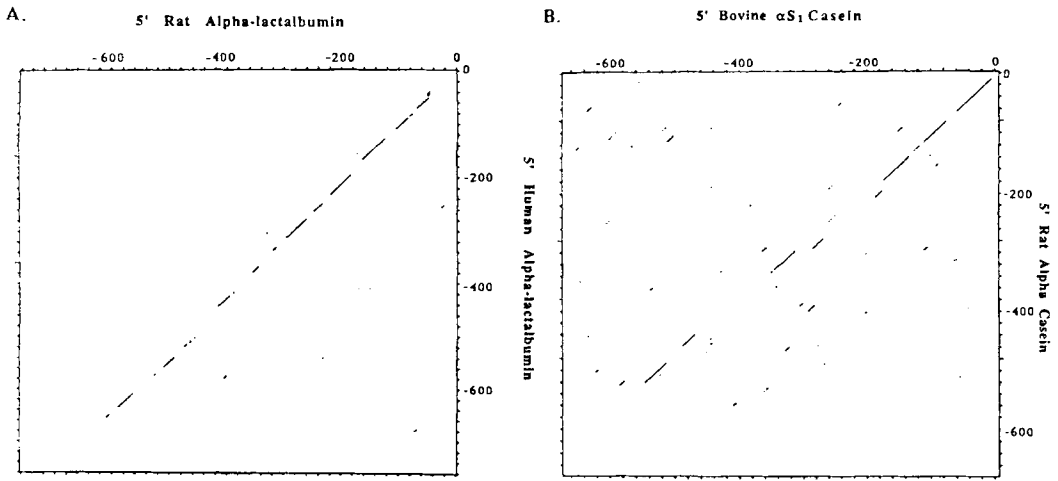 A.
5' Rat Alpha-lactalbumin
-600 -400 -200 0
0
-200
-400
-600
5' Human Alpha-lactalbumin
B.
5' Bovine αS1 Casein
-600 -400 -200 0
0
-200
-400
-600
5' Rat Alpha Casein